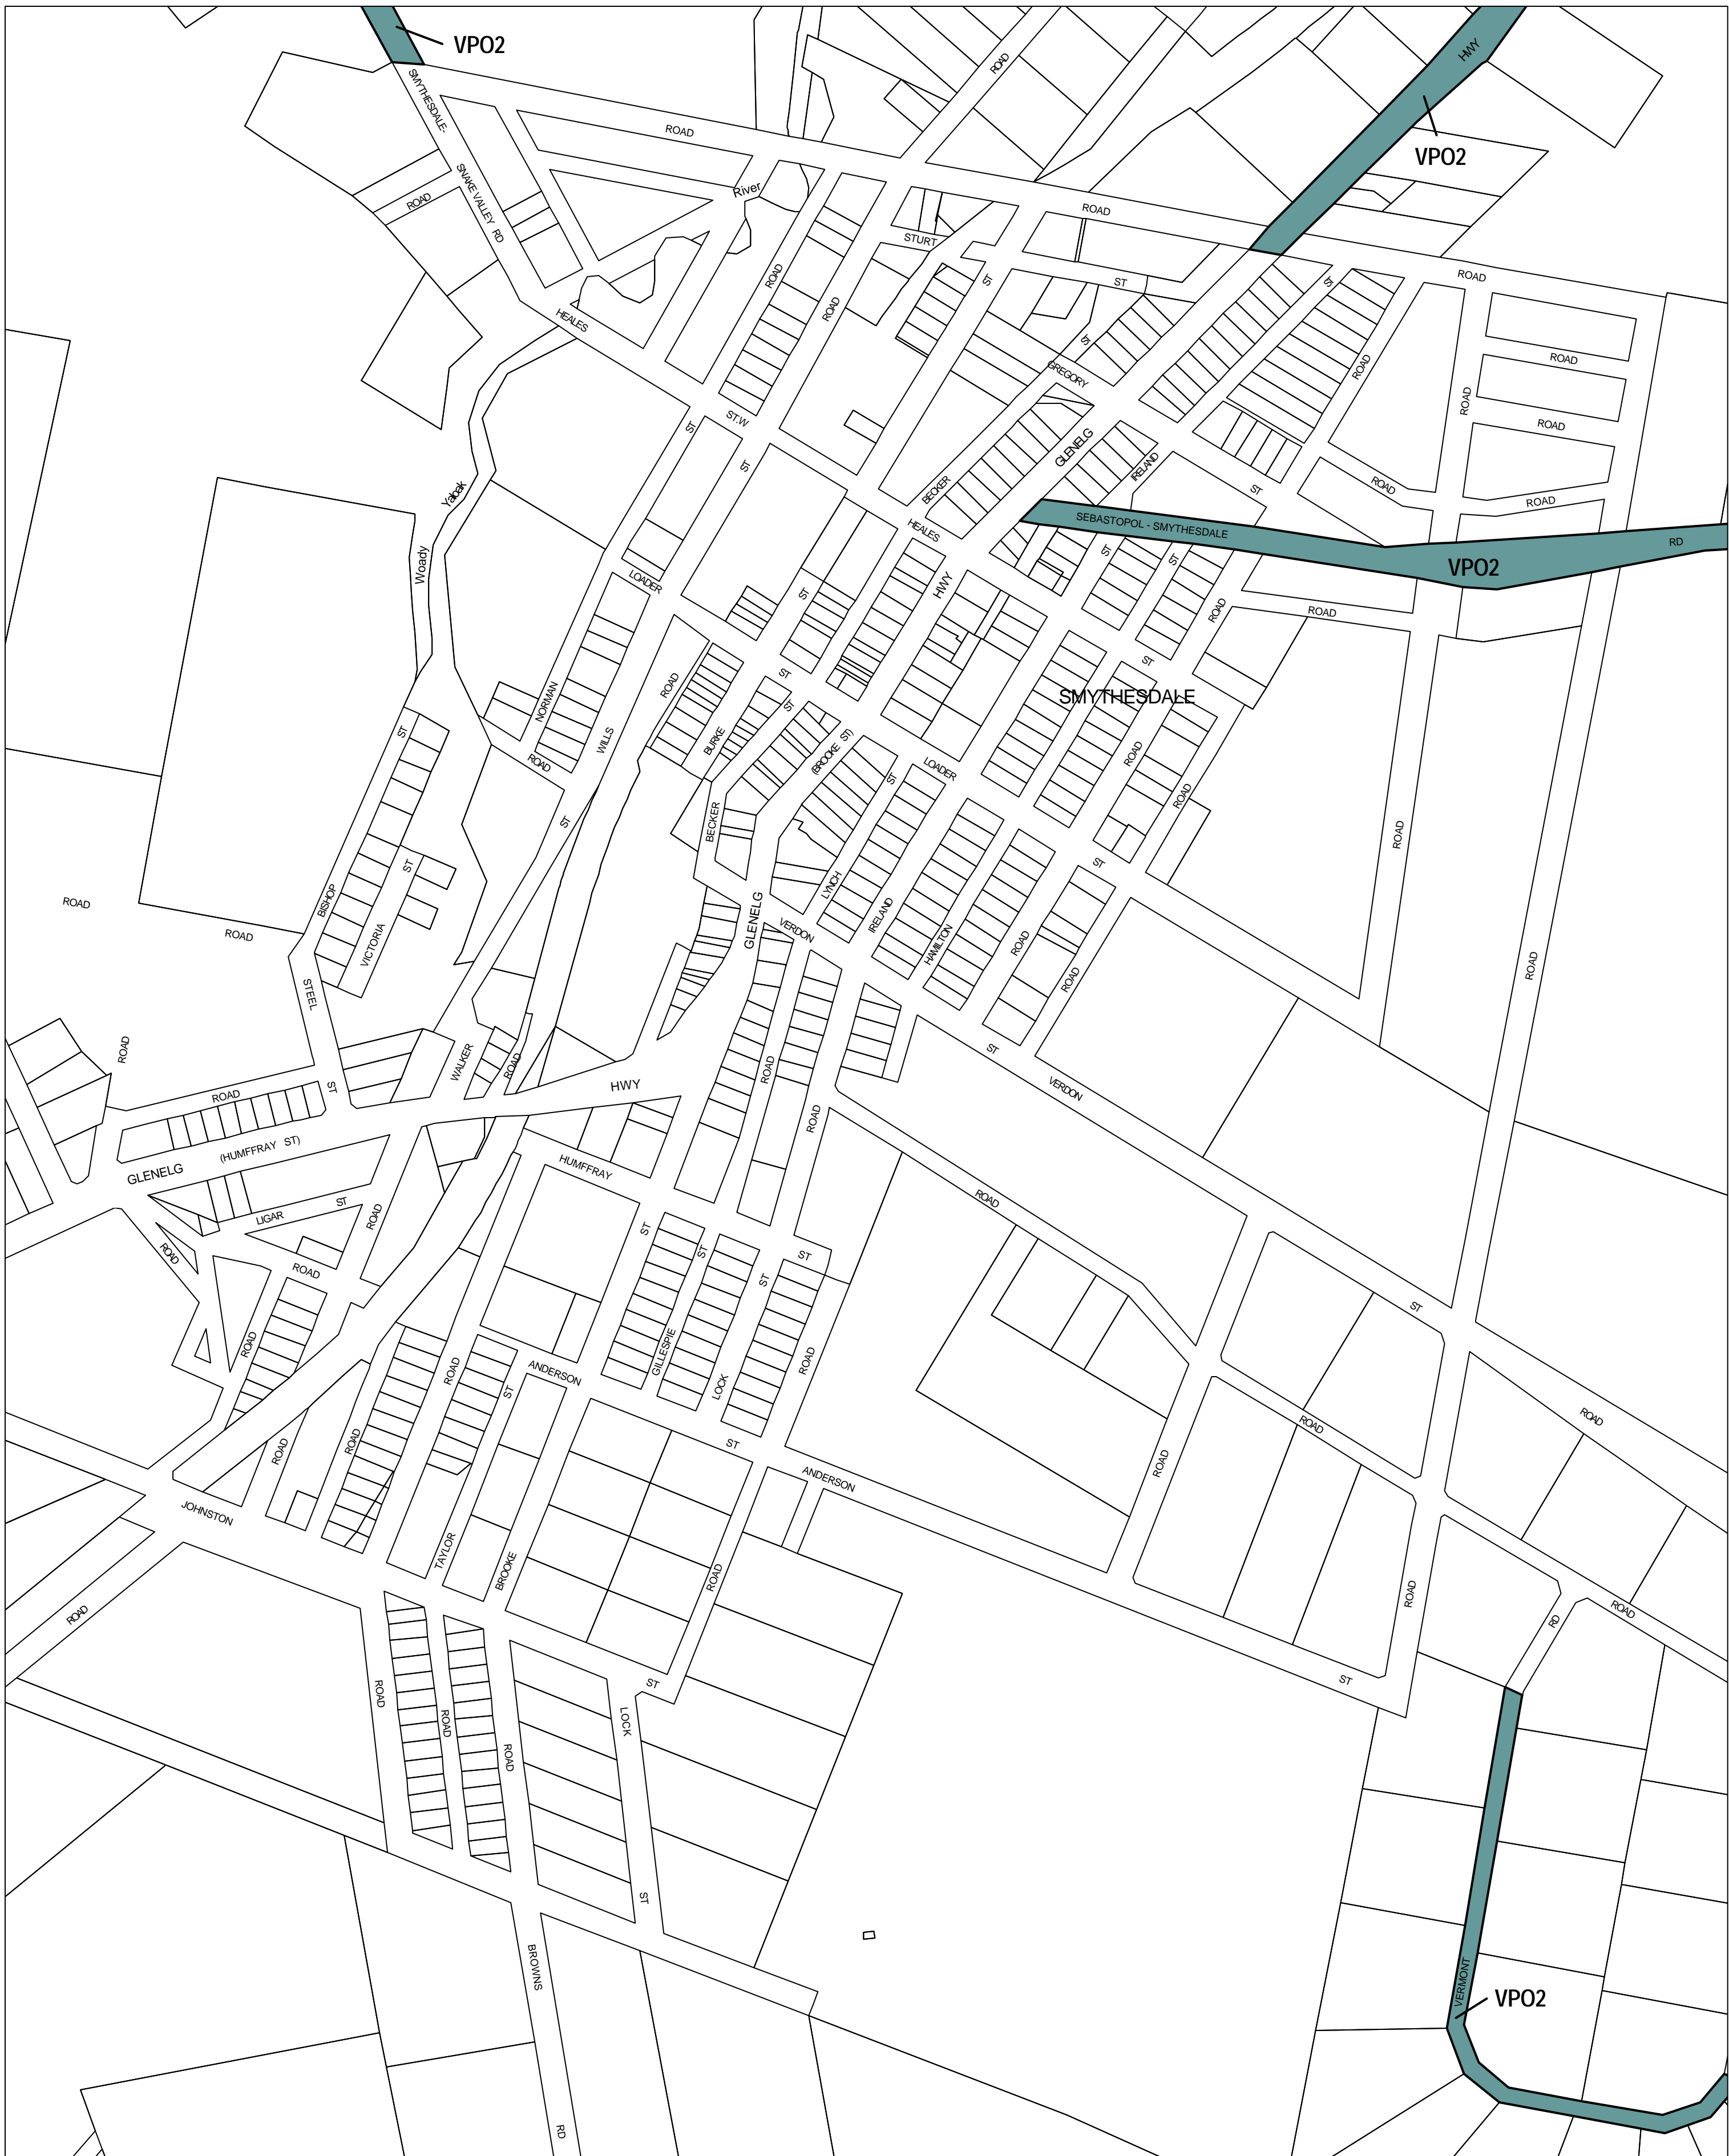 VPO2
HWY
SMYTHESDALE-
ROAD
ROAD
VPO2
SNAKE VALLEY RD
River
ROAD
ROAD
STURT
ROAD
ROAD
ST
ST
ST
ROAD
ROAD
HEALES
ST
ROAD
ROAD
GREGORY
ROAD
ST.W
ROAD
ST
GLENELG
ST
IRELAND
ROAD
Yaloak
BECKER
ST
ROAD
HEALES
SEBASTOPOL - SMYTHESDALE
RD
Woady
ST
ST
VPO2
LOADER
HWY
ST
ROAD
ROAD
ST
ROAD
ST
SMYTHESDALE
NORMAN
ST
ST
WILLS
BURKE
(BROOKE ST)
ROAD
ROAD
LOADER
ST
ROAD
ST
BECKER
ROAD
ST
ST
LYNCH
BISHOP
ROAD
ROAD
GLENELG
IRELAND
VERDON
VICTORIA
HAMILTON
ROAD
ROAD
ROAD
STEEL
ROAD
ROAD
ST
WALKER
ROAD
ROAD
HWY
ST
VERDON
ROAD
ROAD
(HUMFFRAY ST)
GLENELG
HUMFFRAY
ROAD
LIGAR
ST
ROAD
ST
ROAD
ST
ST
ROAD
ST
ST
ROAD
GILLESPIE
ROAD
ROAD
ANDERSON
ST
LOCK
ROAD
ROAD
ROAD
ROAD
ST
ROAD
ANDERSON
JOHNSTON
TAYLOR
BROOKE
ROAD
ROAD
ROAD
ROAD
RD
ST
ST
ROAD
LOCK
ROAD
ROAD
ST
BROWNS
VERMONT
VPO2
RD